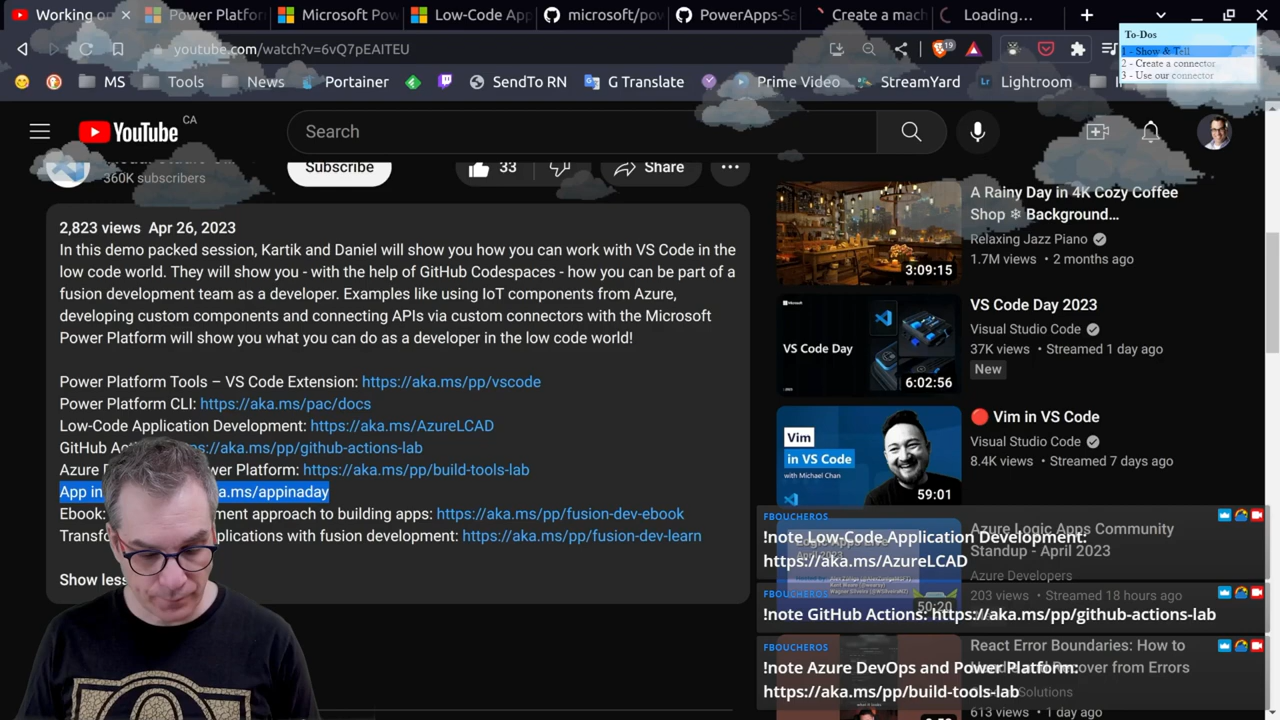 Working on
Power Platfor
Microsoft Pow
Low-Code App
microsoft/pow
PowerApps-Sa
Create a mach
Loading…
youtube.com/watch?v=6vQ7pEAITEU
19
To-Dos
1 - Show & Tell
2 - Create a connector
3 - Use our connector
MS
Tools
News
Portainer
SendTo RN
G Translate
Prime Video
StreamYard
Lightroom
YouTube CA
Search
360K subscribers
Subscribe
33
Share
2,823 views Apr 26, 2023
In this demo packed session, Kartik and Daniel will show you how you can work with VS Code in the
low code world. They will show you - with the help of GitHub Codespaces - how you can be part of a
fusion development team as a developer. Examples like using IoT components from Azure,
developing custom components and connecting APIs via custom connectors with the Microsoft
Power Platform will show you what you can do as a developer in the low code world!
Power Platform Tools – VS Code Extension: https://aka.ms/pp/vscode
Power Platform CLI: https://aka.ms/pac/docs
Low-Code Application Development: https://aka.ms/AzureLCAD
GitHub Ac s://aka.ms/pp/github-actions-lab
Azure ower Platform: https://aka.ms/pp/build-tools-lab
App in a.ms/appinaday
Ebook: ment approach to building apps: https://aka.ms/pp/fusion-dev-ebook
Transfo plications with fusion development: https://aka.ms/pp/fusion-dev-learn
Show less
A Rainy Day in 4K Cozy Coffee
Shop ❄ Background…
Relaxing Jazz Piano
1.7M views • 2 months ago
3:09:15
Microsoft
VS Code Day
6:02:56
VS Code Day 2023
Visual Studio Code
37K views • Streamed 1 day ago
New
Vim
in VS Code
with Michael Chan
59:01
🔴 Vim in VS Code
Visual Studio Code
8.4K views • Streamed 7 days ago
Azure Logic Apps Community
Standup - April 2023
Azure Developers
203 views • Streamed 18 hours ago
50:20
React Error Boundaries: How to
Recover from Errors
Solutions
613 views • 1 day ago
FBOUCHEROS
!note Low-Code Application Development:
https://aka.ms/AzureLCAD
FBOUCHEROS
!note GitHub Actions: https://aka.ms/pp/github-actions-lab
FBOUCHEROS
!note Azure DevOps and Power Platform:
https://aka.ms/pp/build-tools-lab